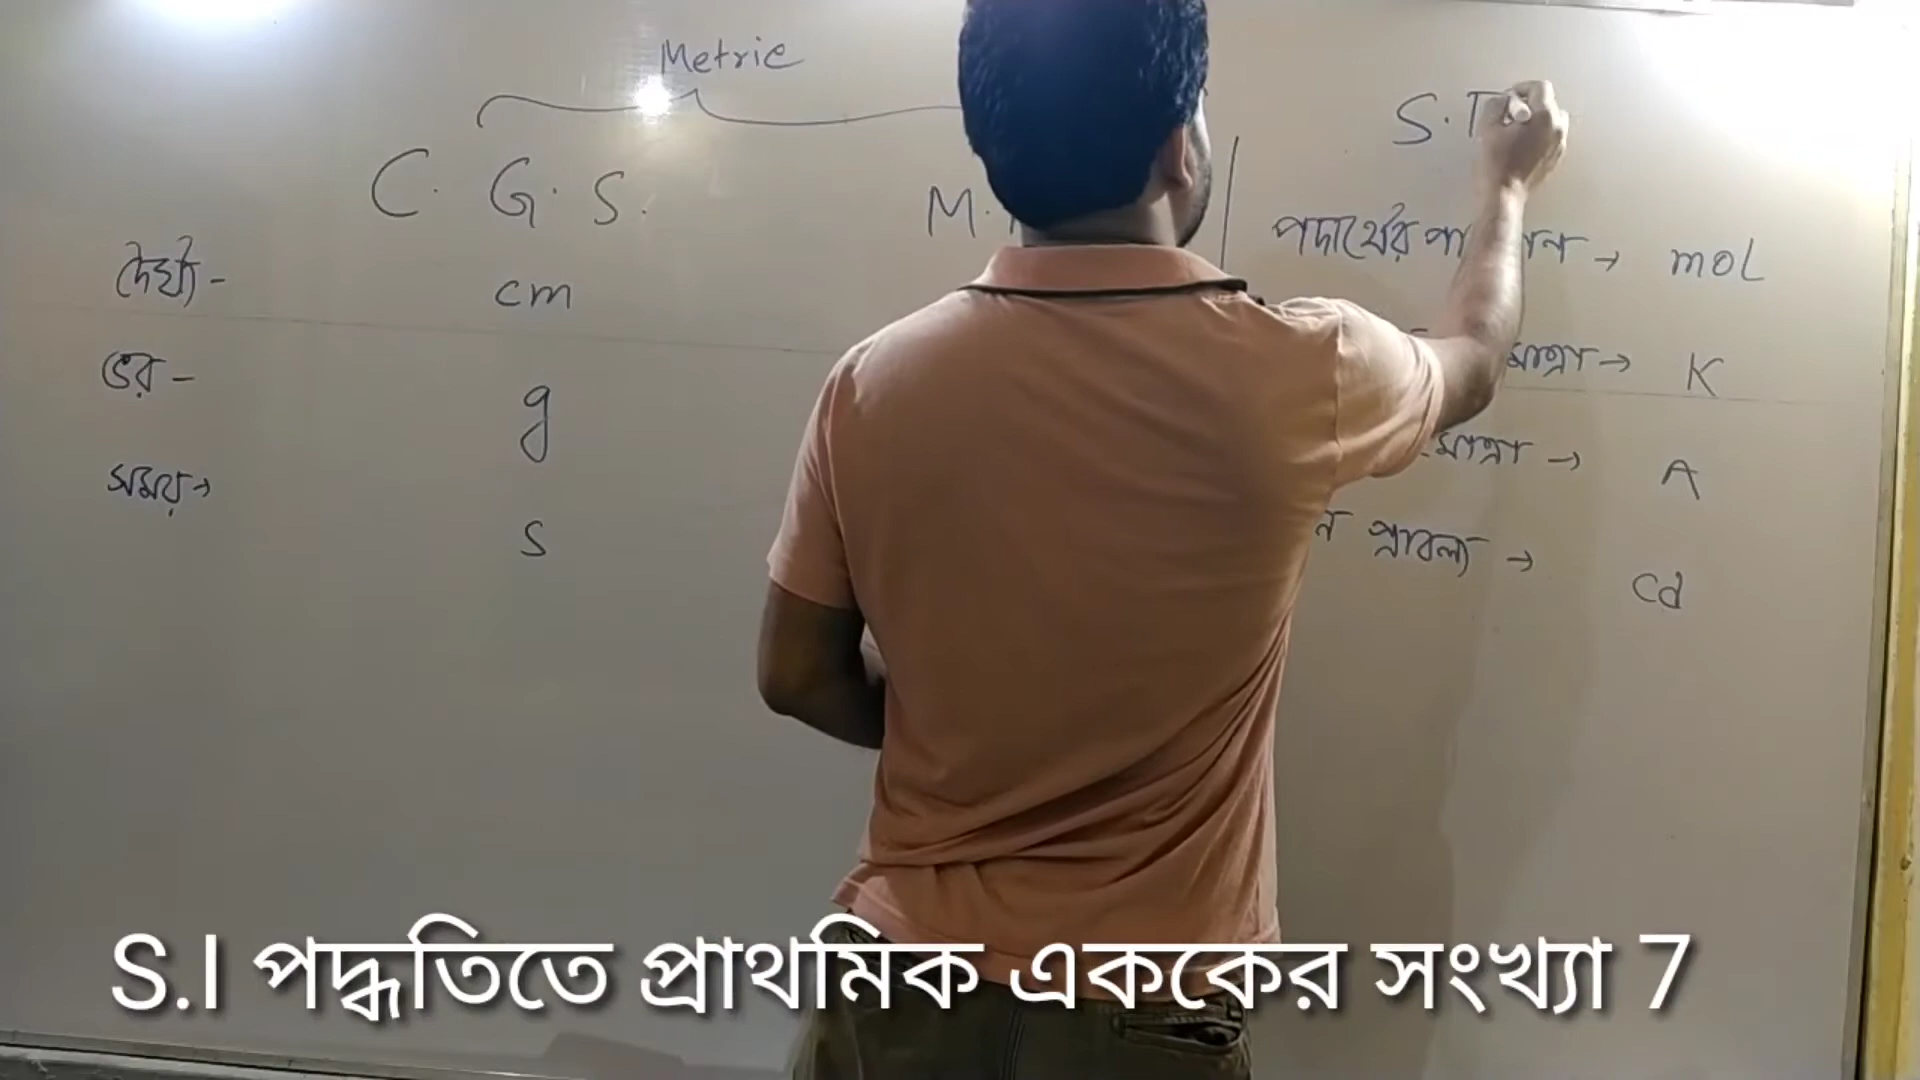 Metric
C. G. S.
M.
S.I
দৈর্ঘ্য - cm
ভর - g
সময় → s
পদার্থের → mol
মাত্রা → K
মাত্রা → A
প্রাবল্য → cd
S.I পদ্ধতিতে প্রাথমিক এককের সংখ্যা 7